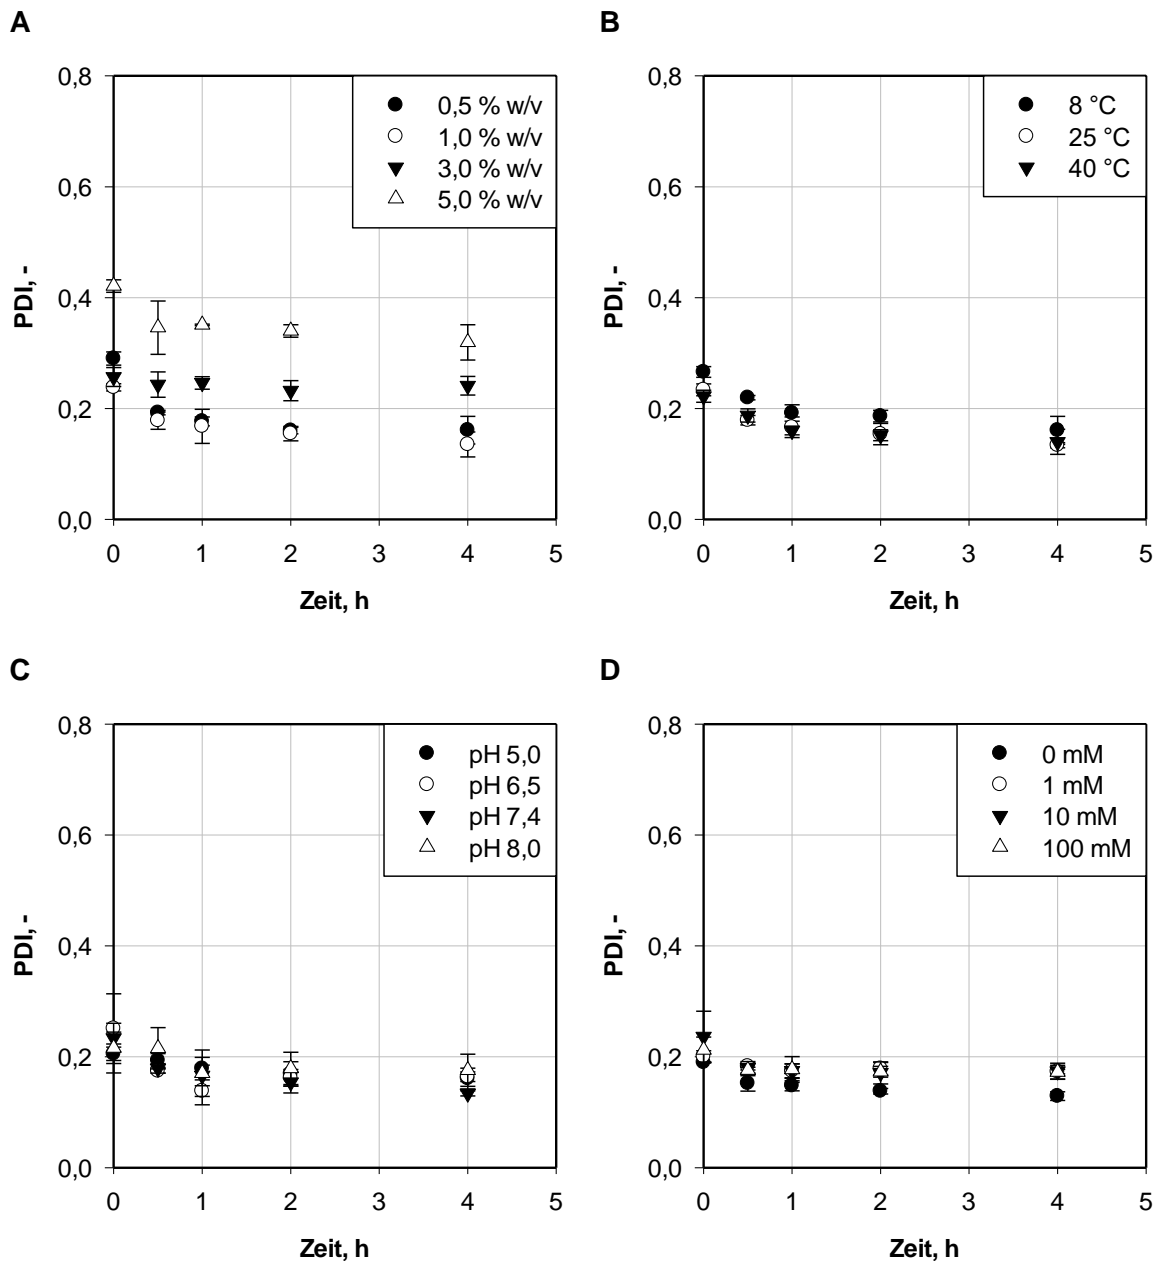 A
0,8
0,6
0,4
0,2
0,0
PDI, -
0,5 % w/v
1,0 % w/v
3,0 % w/v
5,0 % w/v
0 1 2 3 4 5
Zeit, h
B
0,8
0,6
0,4
0,2
0,0
PDI, -
8 °C
25 °C
40 °C
0 1 2 3 4 5
Zeit, h
C
0,8
0,6
0,4
0,2
0,0
PDI, -
pH 5,0
pH 6,5
pH 7,4
pH 8,0
0 1 2 3 4 5
Zeit, h
D
0,8
0,6
0,4
0,2
0,0
PDI, -
0 mM
1 mM
10 mM
100 mM
0 1 2 3 4 5
Zeit, h